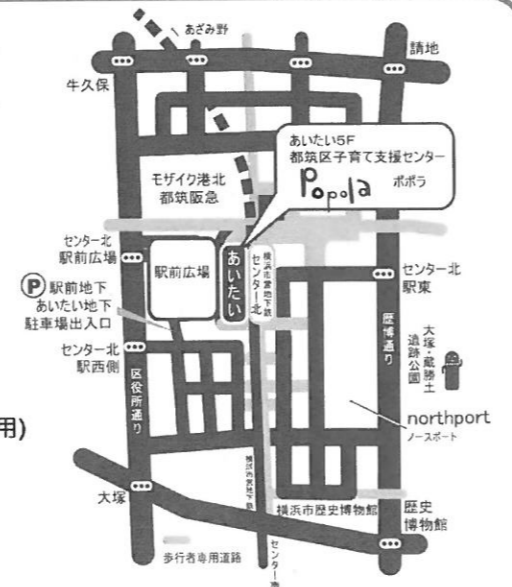 あざみ野
請地
牛久保
あいたい5F
都筑区子育て支援センター
Popola ポポラ
モザイク港北
都筑阪急
センター北
駅前広場
駅前広場
あいたい
横浜市営地下鉄
センター北
センター北
駅東
P 駅前地下
あいたい地下
駐車場出入口
センター北
駅西側
区役所通り
歴博通り
大塚・歳勝土
遺跡公園
northport
ノースポート
用)
大塚
横浜市営地下鉄
横浜市歴史博物館
歴史
博物館
歩行者専用道路
センター